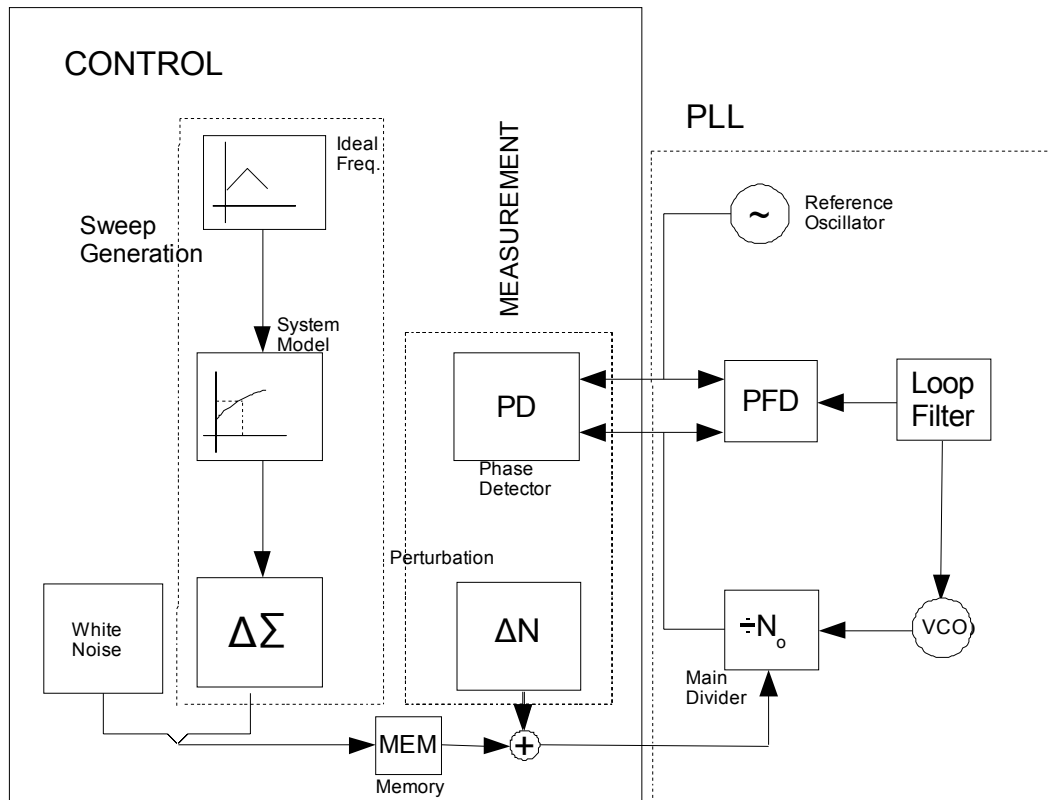 CONTROL
Ideal
Freq.
Sweep
Generation
System
Model
ΔΣ
White
Noise
MEM
Memory
MEASUREMENT
PD
Phase
Detector
Perturbation
ΔN
+
PLL
~
Reference
Oscillator
PFD
Loop
Filter
÷No
Main
Divider
VCO